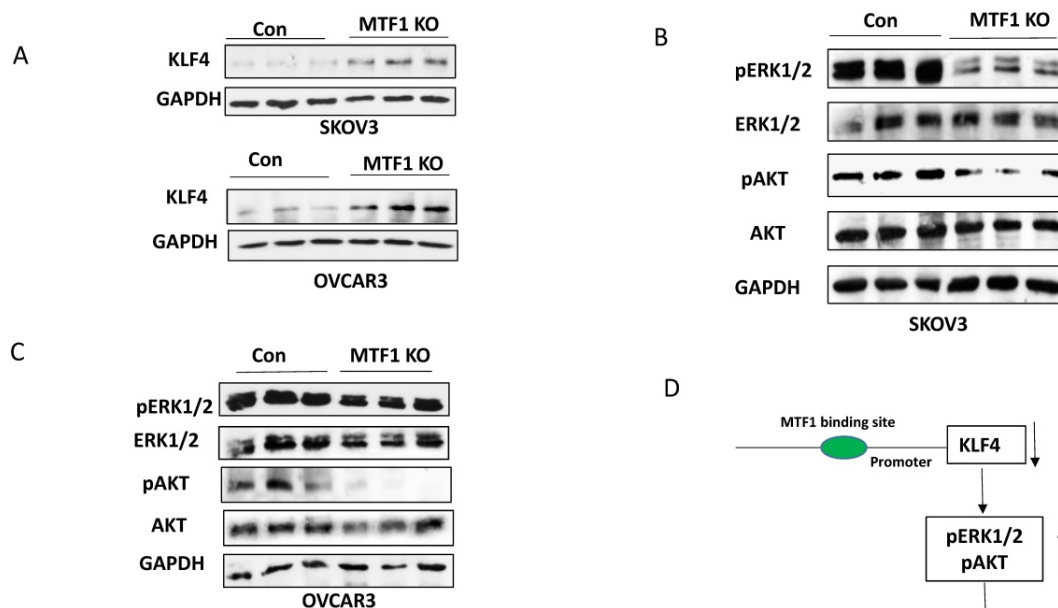 A
Con MTF1 KO
KLF4
GAPDH
SKOV3
Con MTF1 KO
KLF4
GAPDH
OVCAR3
B
Con MTF1 KO
pERK1/2
ERK1/2
pAKT
AKT
GAPDH
SKOV3
C
Con MTF1 KO
pERK1/2
ERK1/2
pAKT
AKT
GAPDH
OVCAR3
D
MTF1 binding site
Promoter
KLF4
pERK1/2
pAKT